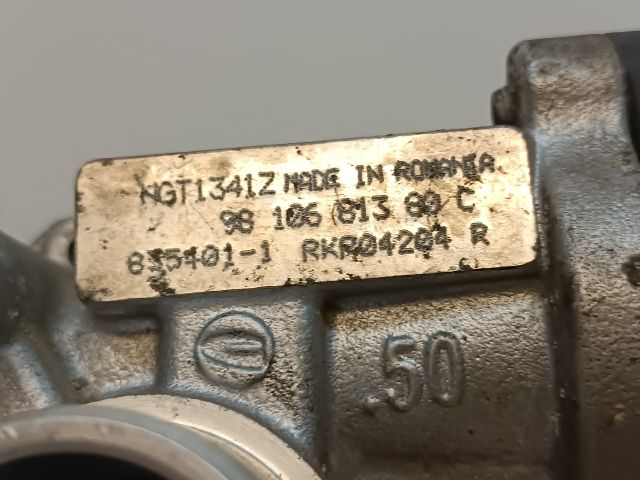 NGT1341Z MADE IN ROMANIA
98 106 813 80 C
835401-1 RKR04204 R
.50